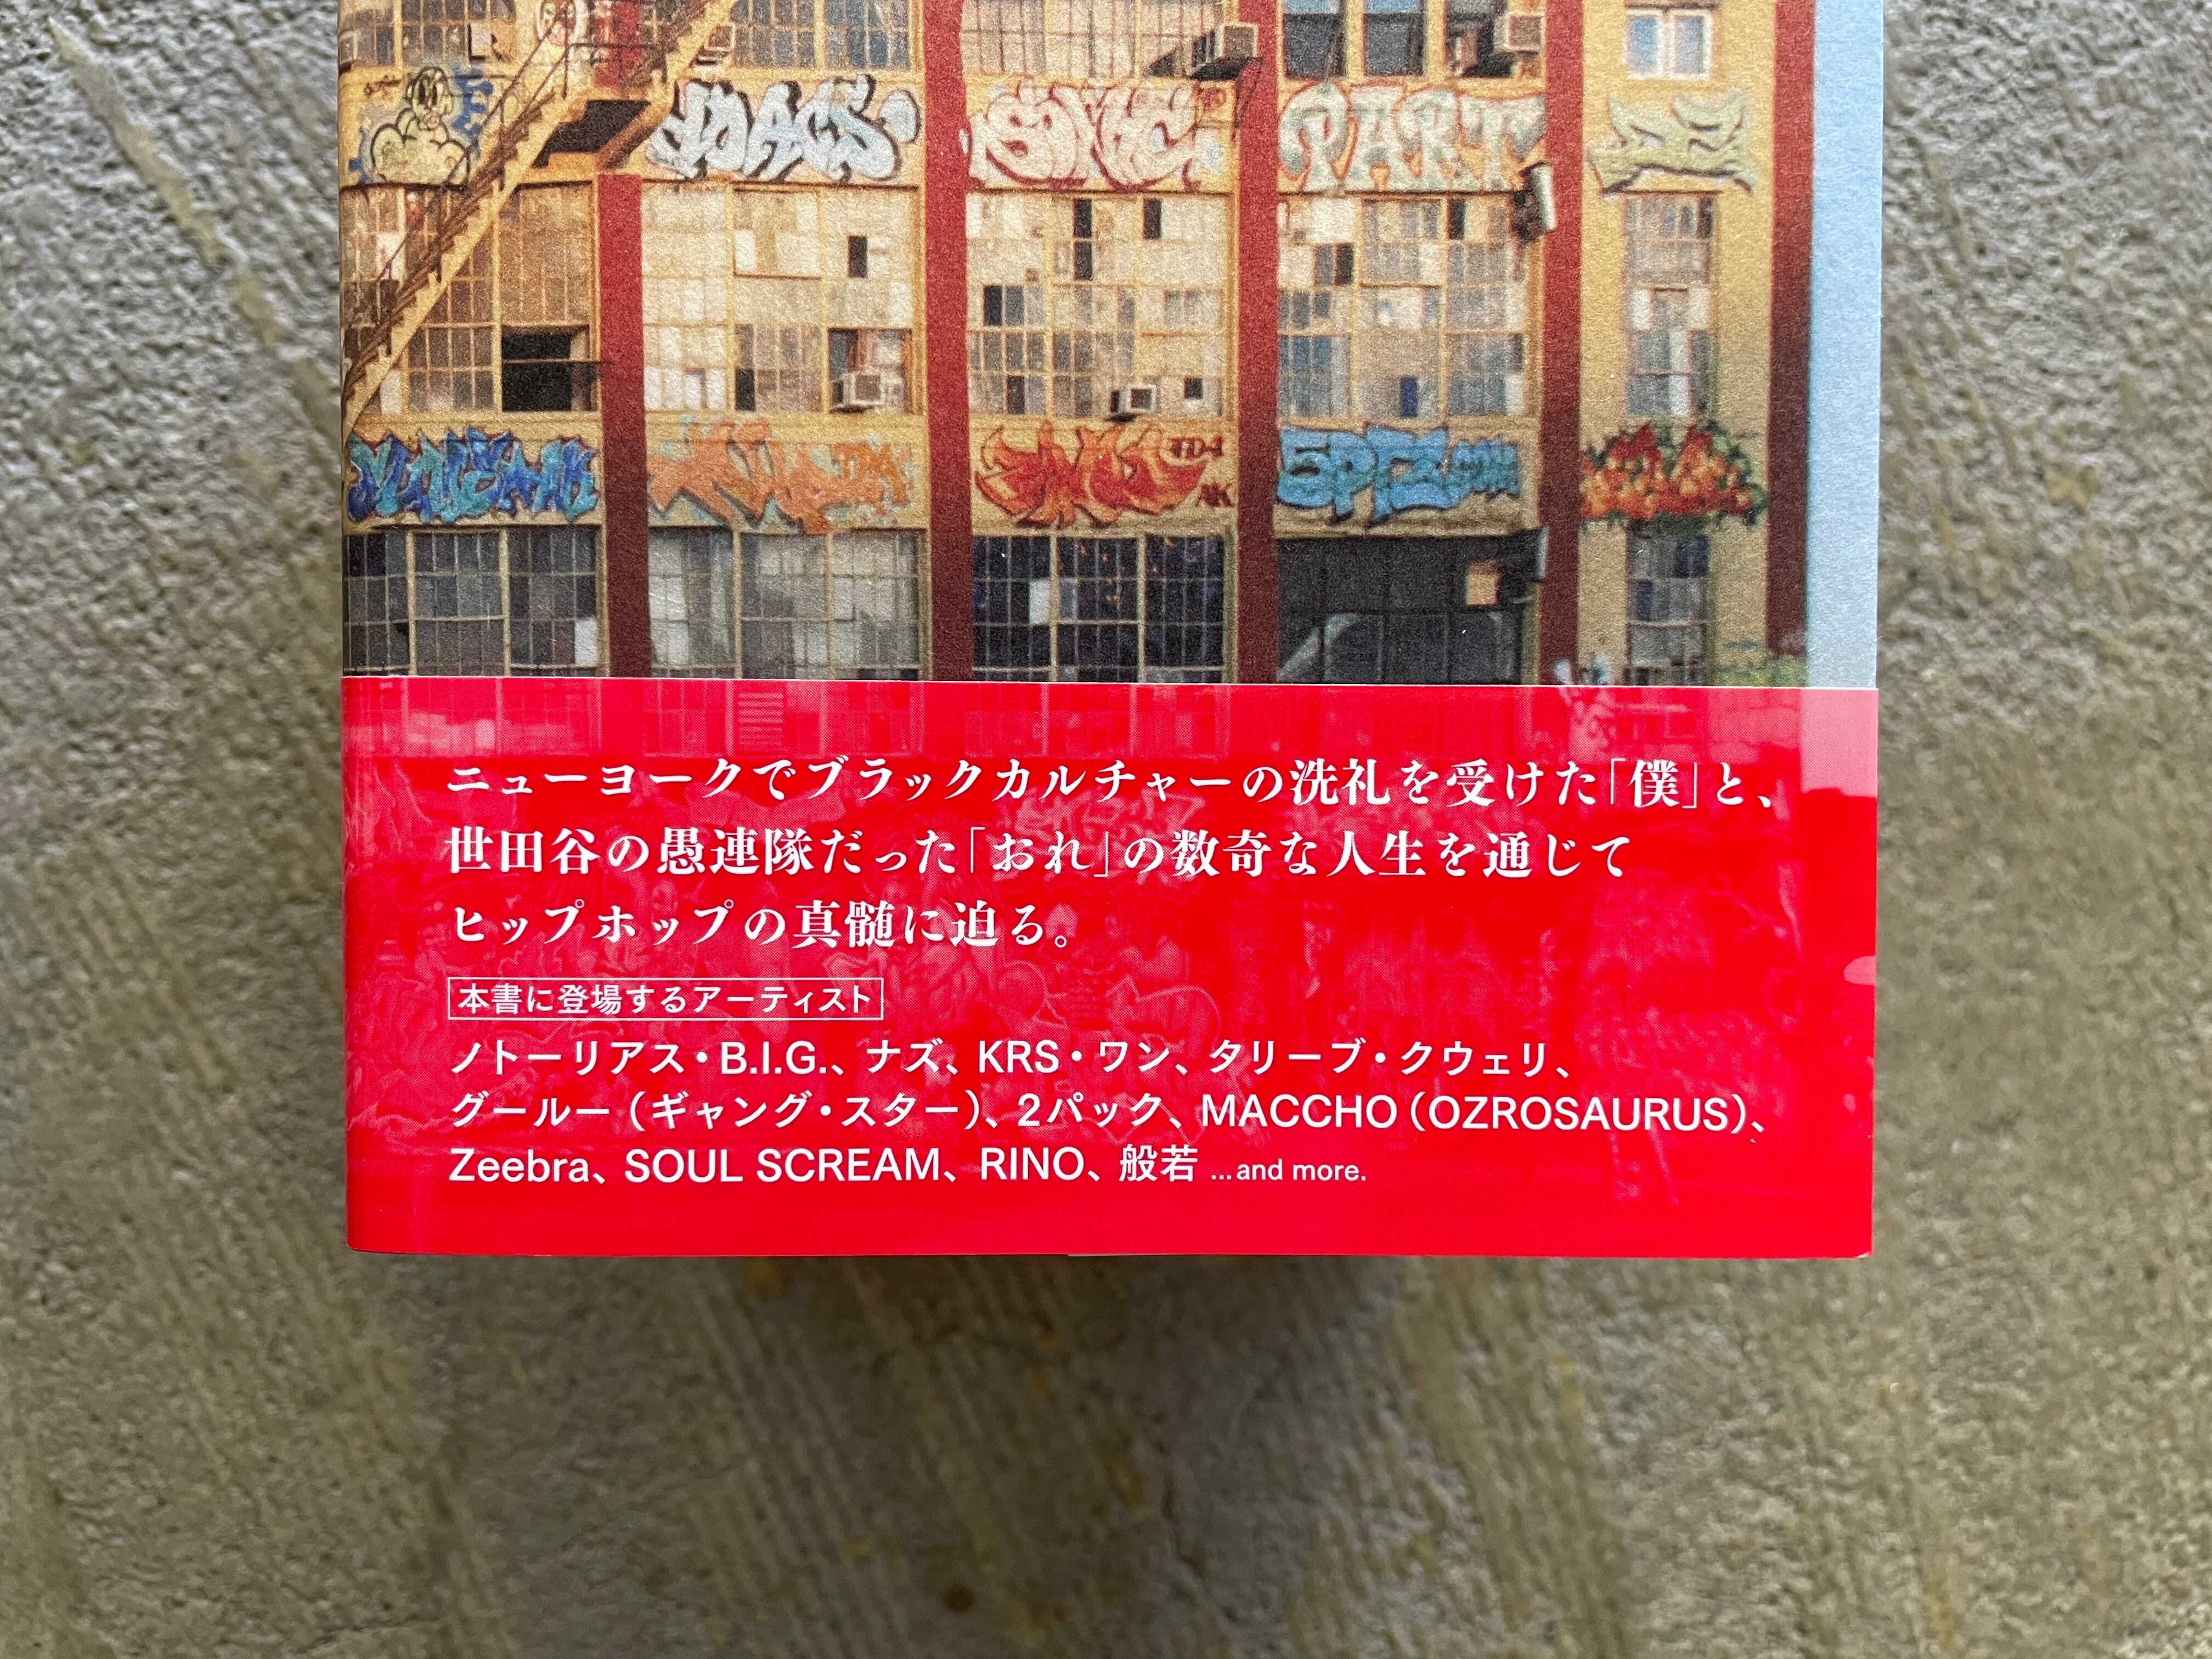 PART
ニューヨークでブラックカルチャーの洗礼を受けた「僕」と、
世田谷の愚連隊だった「おれ」の数奇な人生を通じて
ヒップホップの真髄に迫る。
本書に登場するアーティスト
ノトーリアス・B.I.G.、ナズ、KRS・ワン、タリーブ・クウェリ、
グールー（ギャング・スター）、2パック、MACCHO（OZROSAURUS）、
Zeebra、SOUL SCREAM、RINO、般若 ...and more.